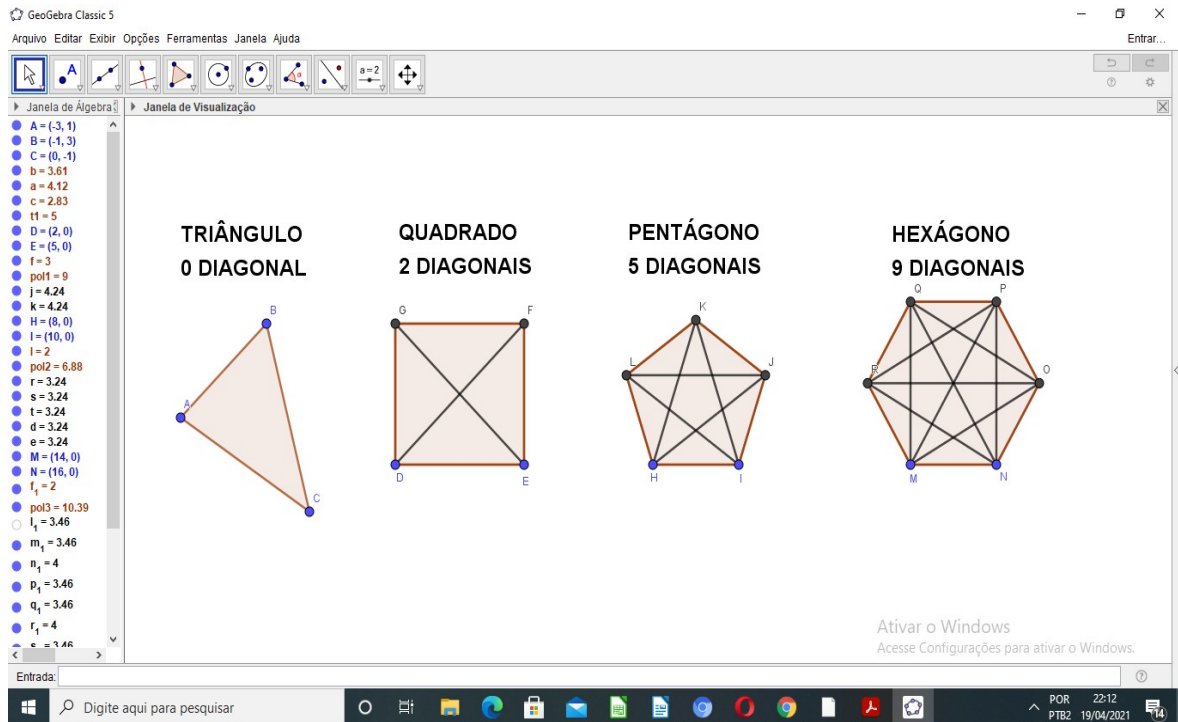 GeoGebra Classic 5
Arquivo Editar Exibir Opções Ferramentas Janela Ajuda
Entrar...
A
a=2
Janela de Álgebra
Janela de Visualização
A = (-3, 1)
B = (-1, 3)
C = (0, -1)
b = 3.61
a = 4.12
c = 2.83
t1 = 5
D = (2, 0)
E = (5, 0)
f = 3
pol1 = 9
j = 4.24
k = 4.24
H = (8, 0)
I = (10, 0)
l = 2
pol2 = 6.88
r = 3.24
s = 3.24
t = 3.24
d = 3.24
e = 3.24
M = (14, 0)
N = (16, 0)
f₁ = 2
pol3 = 10.39
l₁ = 3.46
m₁ = 3.46
n₁ = 4
p₁ = 3.46
q₁ = 3.46
r₁ = 4
s = 3.46
TRIÂNGULO
0 DIAGONAL
B
A
C
QUADRADO
2 DIAGONAIS
G
F
D
E
PENTÁGONO
5 DIAGONAIS
K
L
J
H
I
HEXÁGONO
9 DIAGONAIS
Q
P
R
O
M
N
Ativar o Windows
Acesse Configurações para ativar o Windows.
Entrada:
Digite aqui para pesquisar
POR
PTB2
22:12
19/04/2021
14